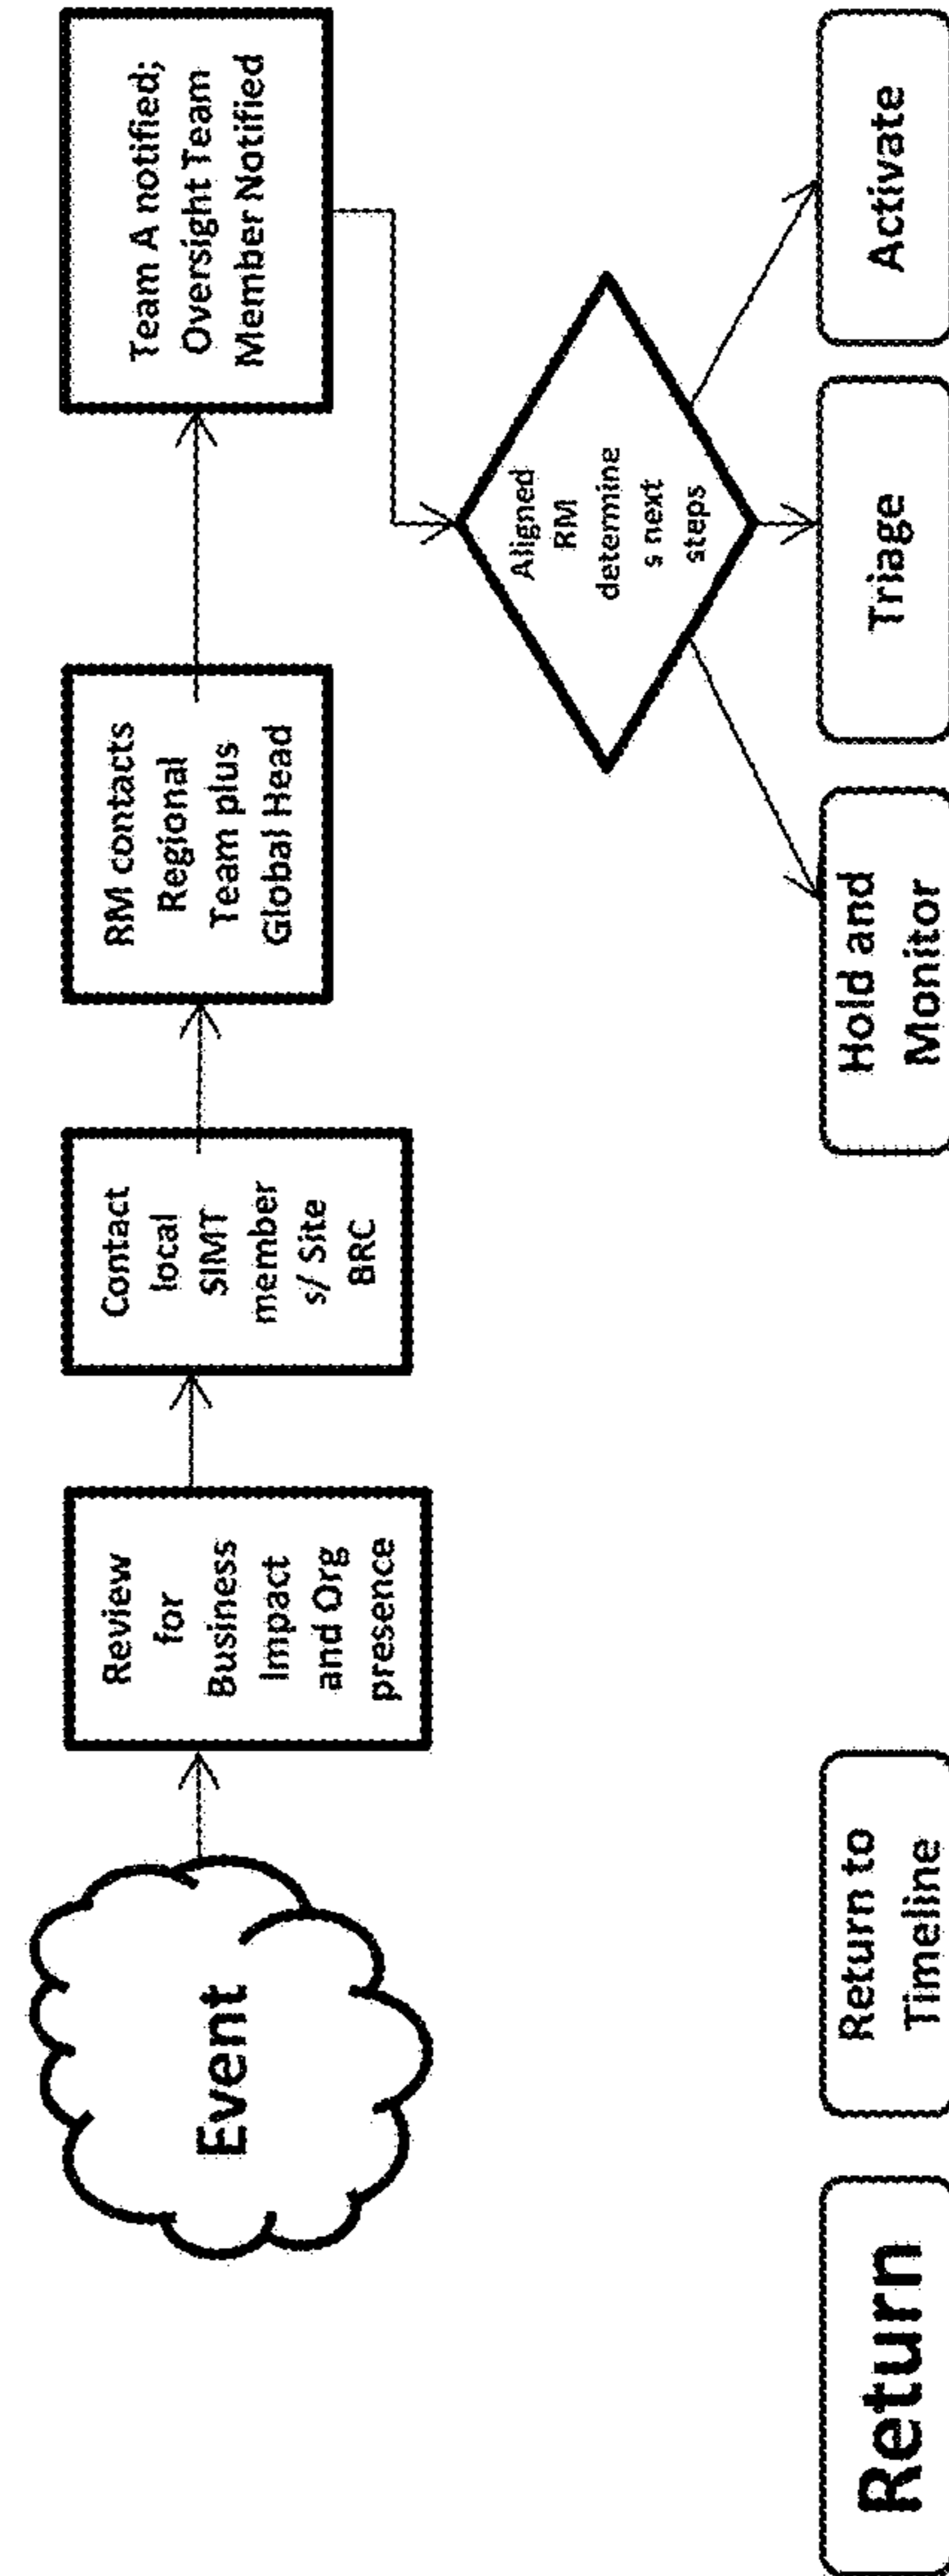 Event
Review
for
Business
Impact
and Org
presence
Contact
local
SIMT
member
s/ Site
BRC
RM contacts
Regional
Team plus
Global Head
Team A notified;
Oversight Team
Member Notified
Aligned
RM
determine
s next
steps
Return
Return to
Timeline
Hold and
Monitor
Triage
Activate